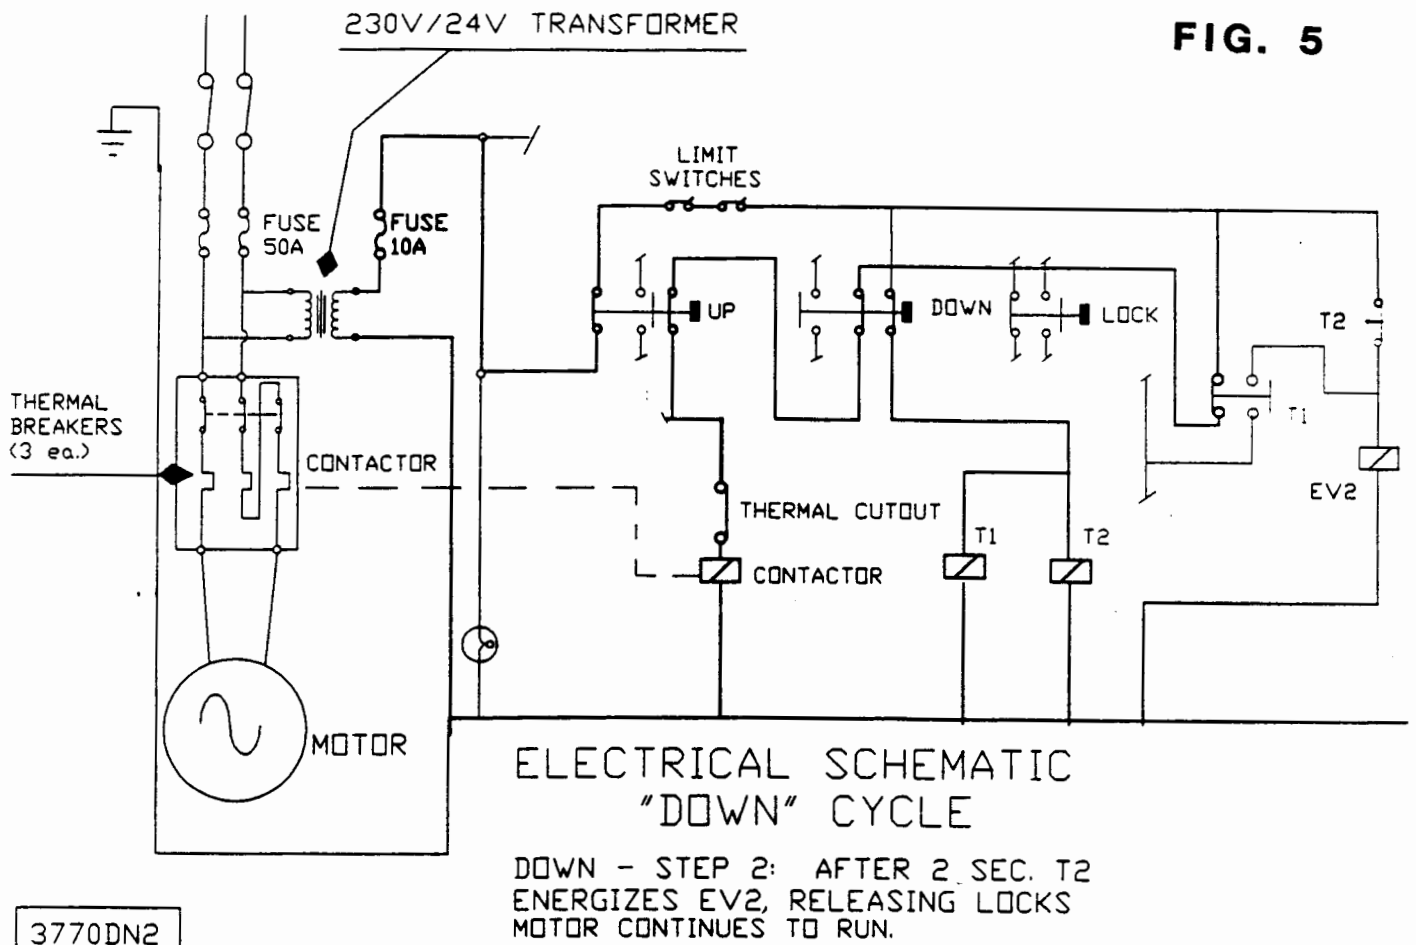 230V/24V TRANSFORMER
FIG. 5
LIMIT
SWITCHES
FUSE
50A
FUSE
10A
UP
DOWN
LOCK
T2
T1
THERMAL
BREAKERS
(3 ea.)
CONTACTOR
EV2
THERMAL CUTOUT
T1
T2
CONTACTOR
MOTOR
ELECTRICAL SCHEMATIC
"DOWN" CYCLE
DOWN - STEP 2: AFTER 2 SEC. T2
ENERGIZES EV2, RELEASING LOCKS
MOTOR CONTINUES TO RUN.
3770DN2